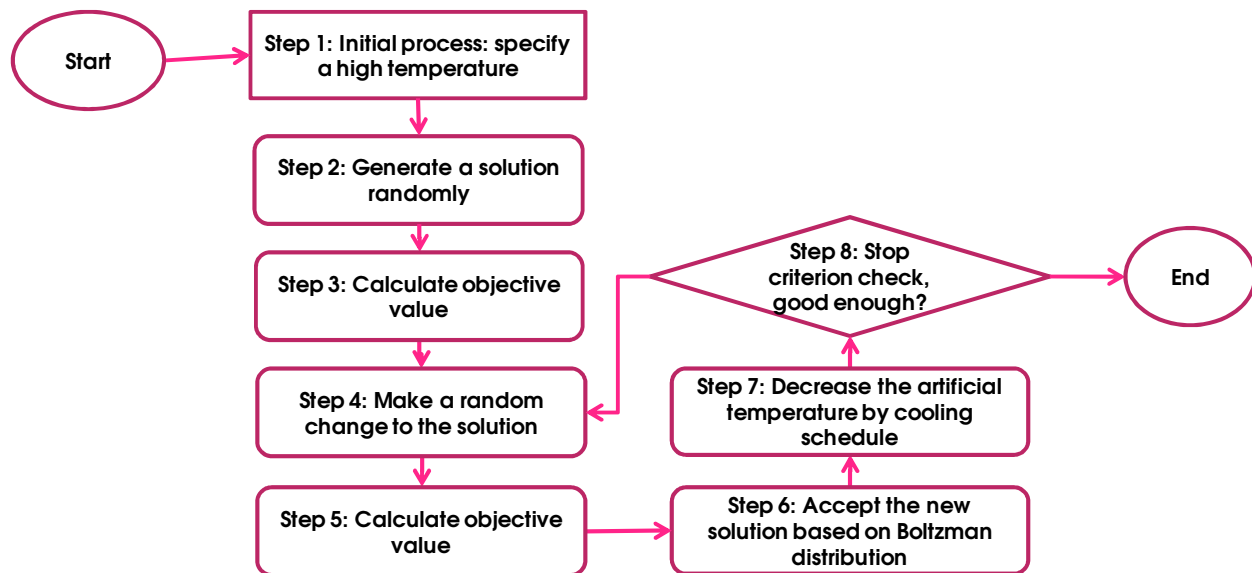 Start
Step 1: Initial process: specify
a high temperature
Step 2: Generate a solution
randomly
Step 3: Calculate objective
value
Step 4: Make a random
change to the solution
Step 5: Calculate objective
value
Step 6: Accept the new
solution based on Boltzman
distribution
Step 7: Decrease the artificial
temperature by cooling
schedule
Step 8: Stop
criterion check,
good enough?
End